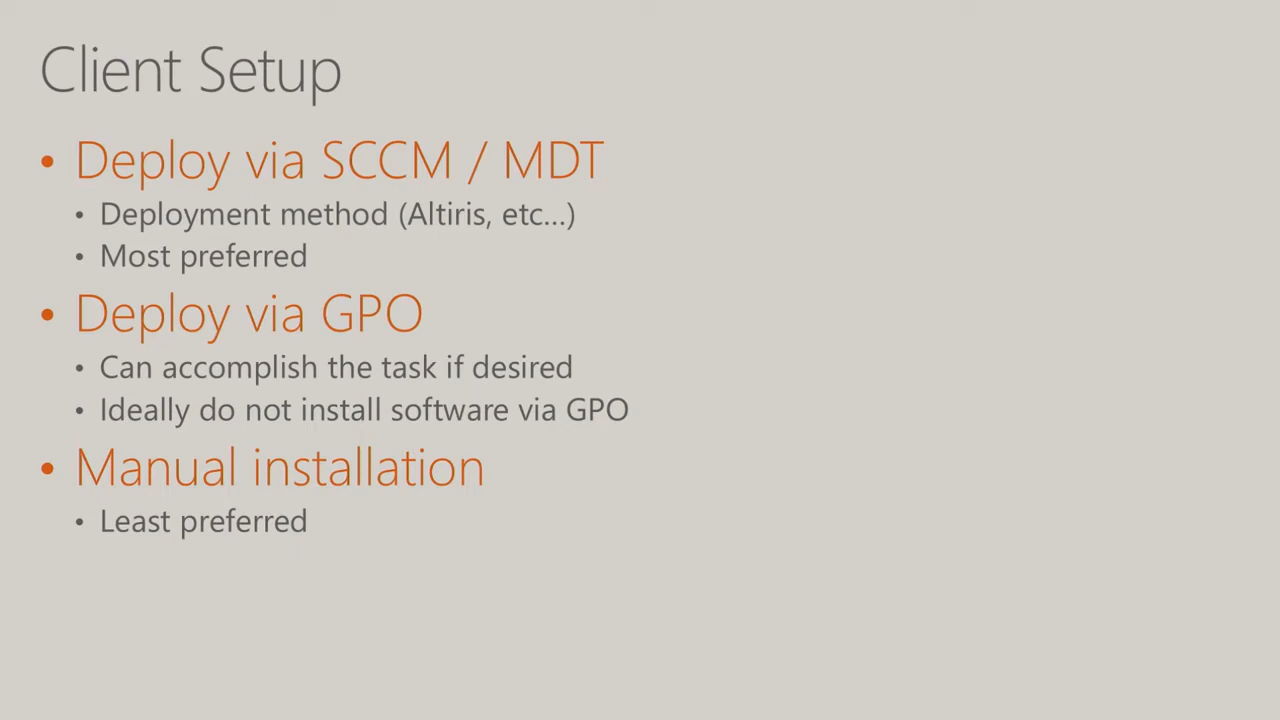 Client Setup
• Deploy via SCCM / MDT
• Deployment method (Altiris, etc...)
• Most preferred
• Deploy via GPO
• Can accomplish the task if desired
• Ideally do not install software via GPO
• Manual installation
• Least preferred